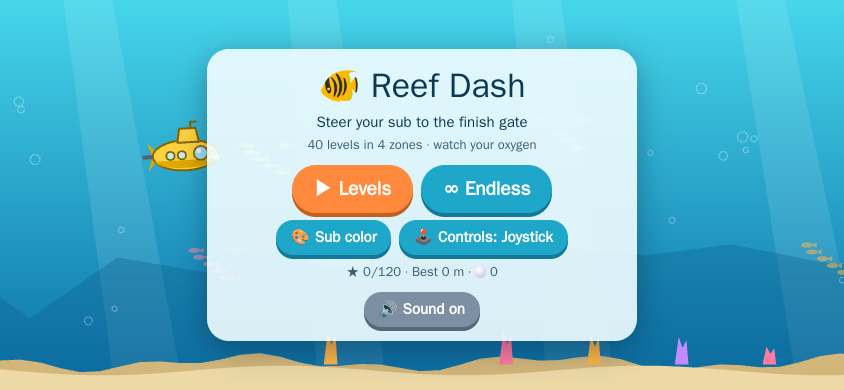 Reef Dash
Steer your sub to the finish gate
40 levels in 4 zones · watch your oxygen
▶ Levels
∞ Endless
Sub color
Controls: Joystick
★ 0/120 · Best 0 m · 0
Sound on